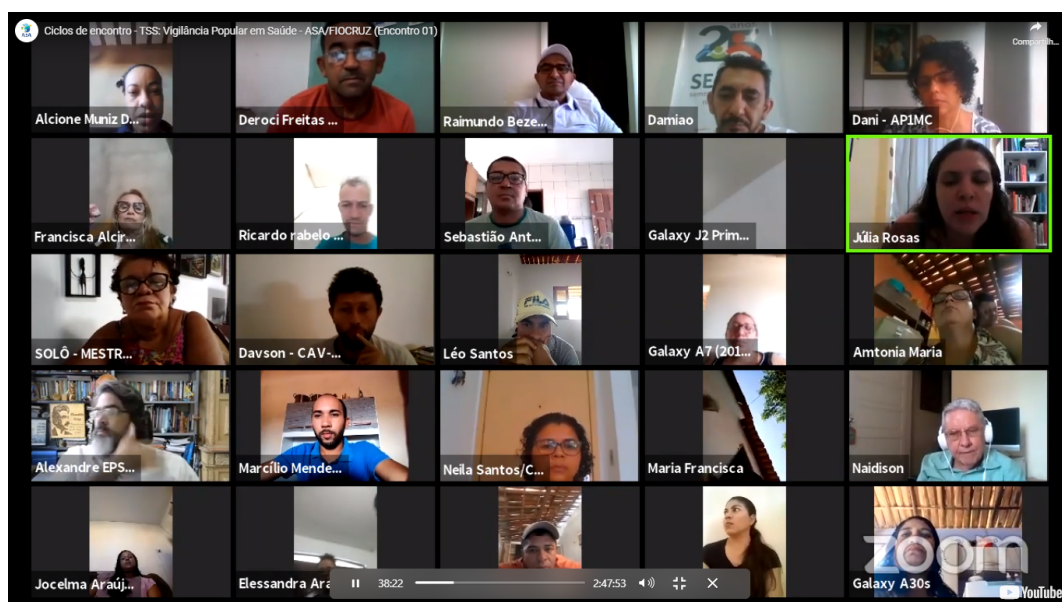 Ciclos de encontro - TSS: Vigilância Popular em Saúde - ASA/FIOCRUZ (Encontro 01)
Compartilh...
Alcione Muniz D...
Deroci Freitas ...
Raimundo Beze...
Damiao
Dani - AP1MC
Francisca Alcir...
Ricardo rabelo ...
Sebastião Ant...
Galaxy J2 Prim...
Júlia Rosas
SOLÔ - MESTR...
Davson - CAV-...
Léo Santos
FILA
Galaxy A7 (201...
Amtonia Maria
Alexandre EPS...
Marcílio Mende...
Neila Santos/C...
Maria Francisca
Naidison
Jocelma Araúj...
Elessandra Ara
Galaxy A30s
zoom
38:22
2:47:53
YouTube